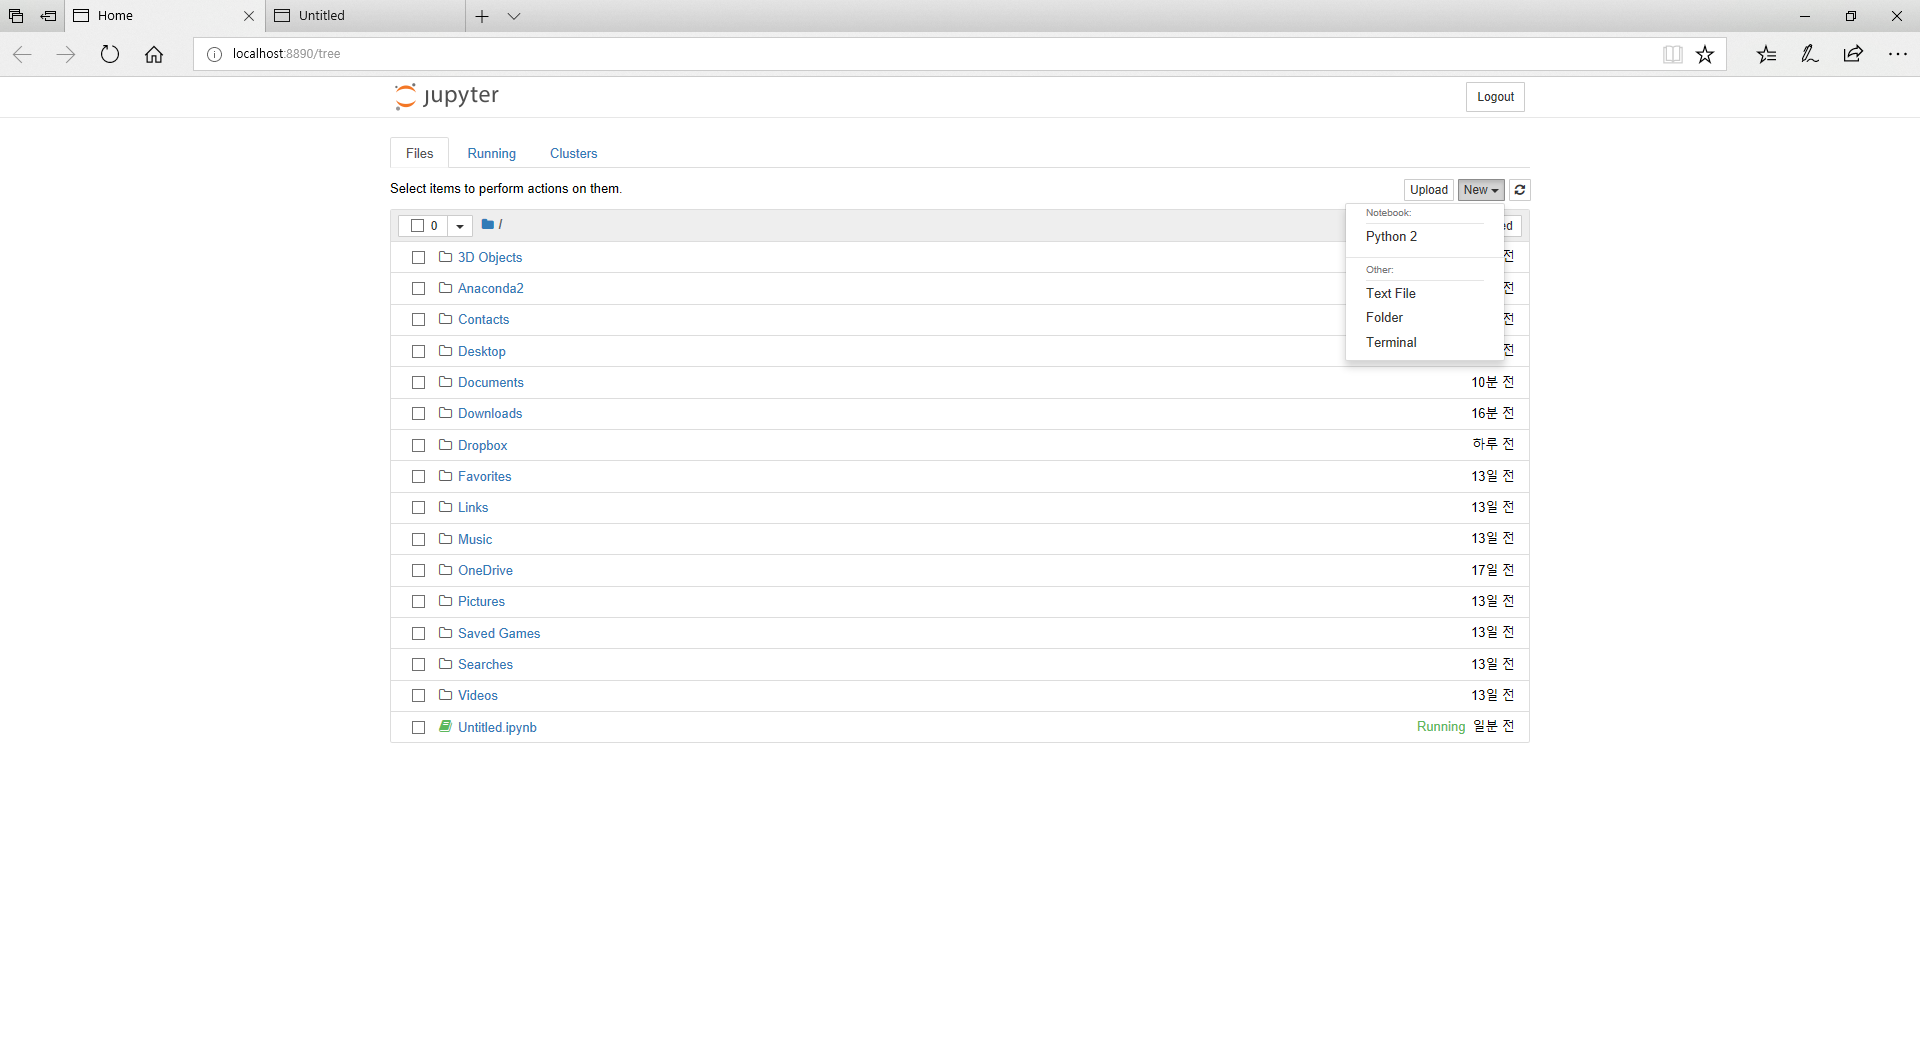 Home
Untitled
localhost:8890/tree
jupyter
Logout
Files Running Clusters
Select items to perform actions on them.
Upload New
0 /
Notebook:
Python 2
Other:
Text File
Folder
Terminal
3D Objects 전
Anaconda2 전
Contacts 전
Desktop 전
Documents 10분 전
Downloads 16분 전
Dropbox 하루 전
Favorites 13일 전
Links 13일 전
Music 13일 전
OneDrive 17일 전
Pictures 13일 전
Saved Games 13일 전
Searches 13일 전
Videos 13일 전
Untitled.ipynb Running 일분 전